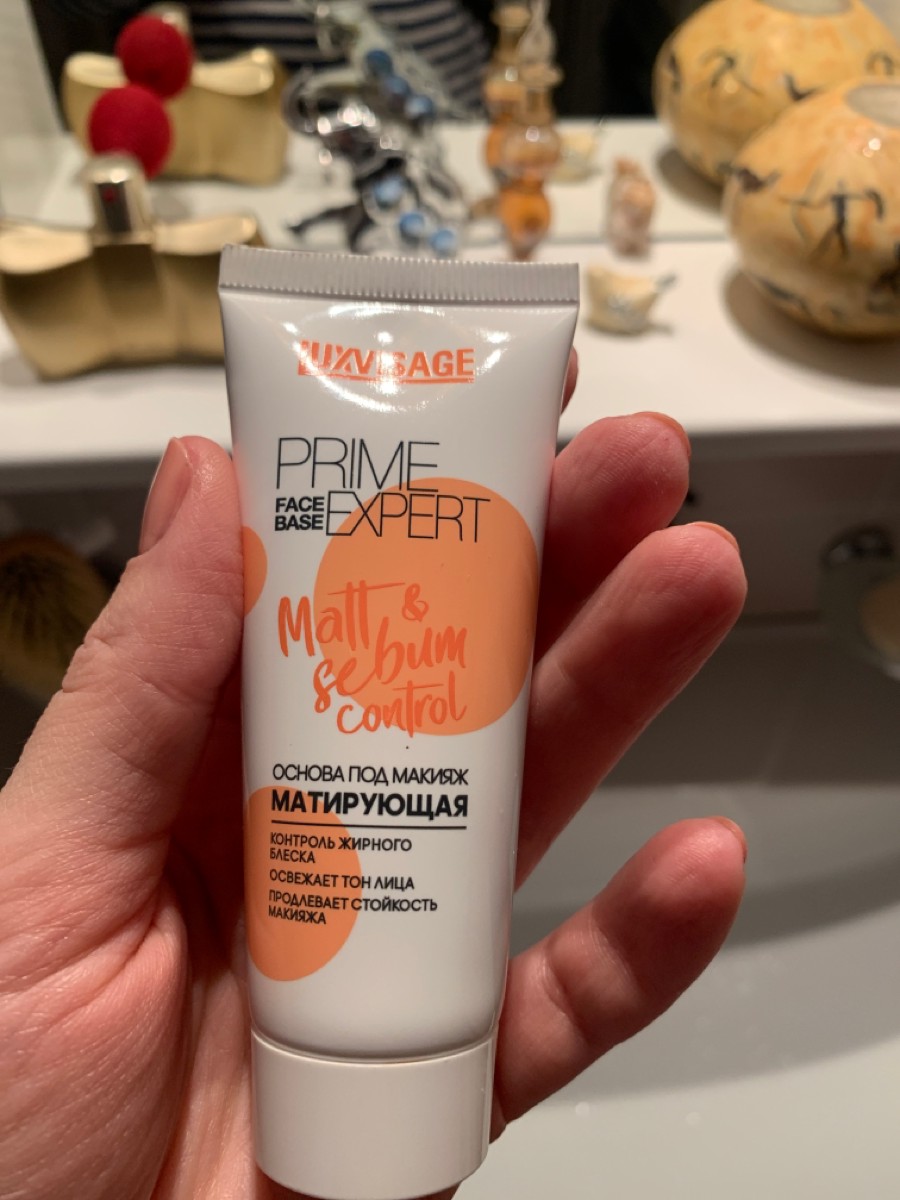 LUXVISAGE
PRIME
FACE BASE EXPERT
Matt &
sebum
control
ОСНОВА ПОД МАКИЯЖ
МАТИРУЮЩАЯ
КОНТРОЛЬ ЖИРНОГО
БЛЕСКА
ОСВЕЖАЕТ ТОН ЛИЦА
ПРОДЛЕВАЕТ СТОЙКОСТЬ
МАКИЯЖА